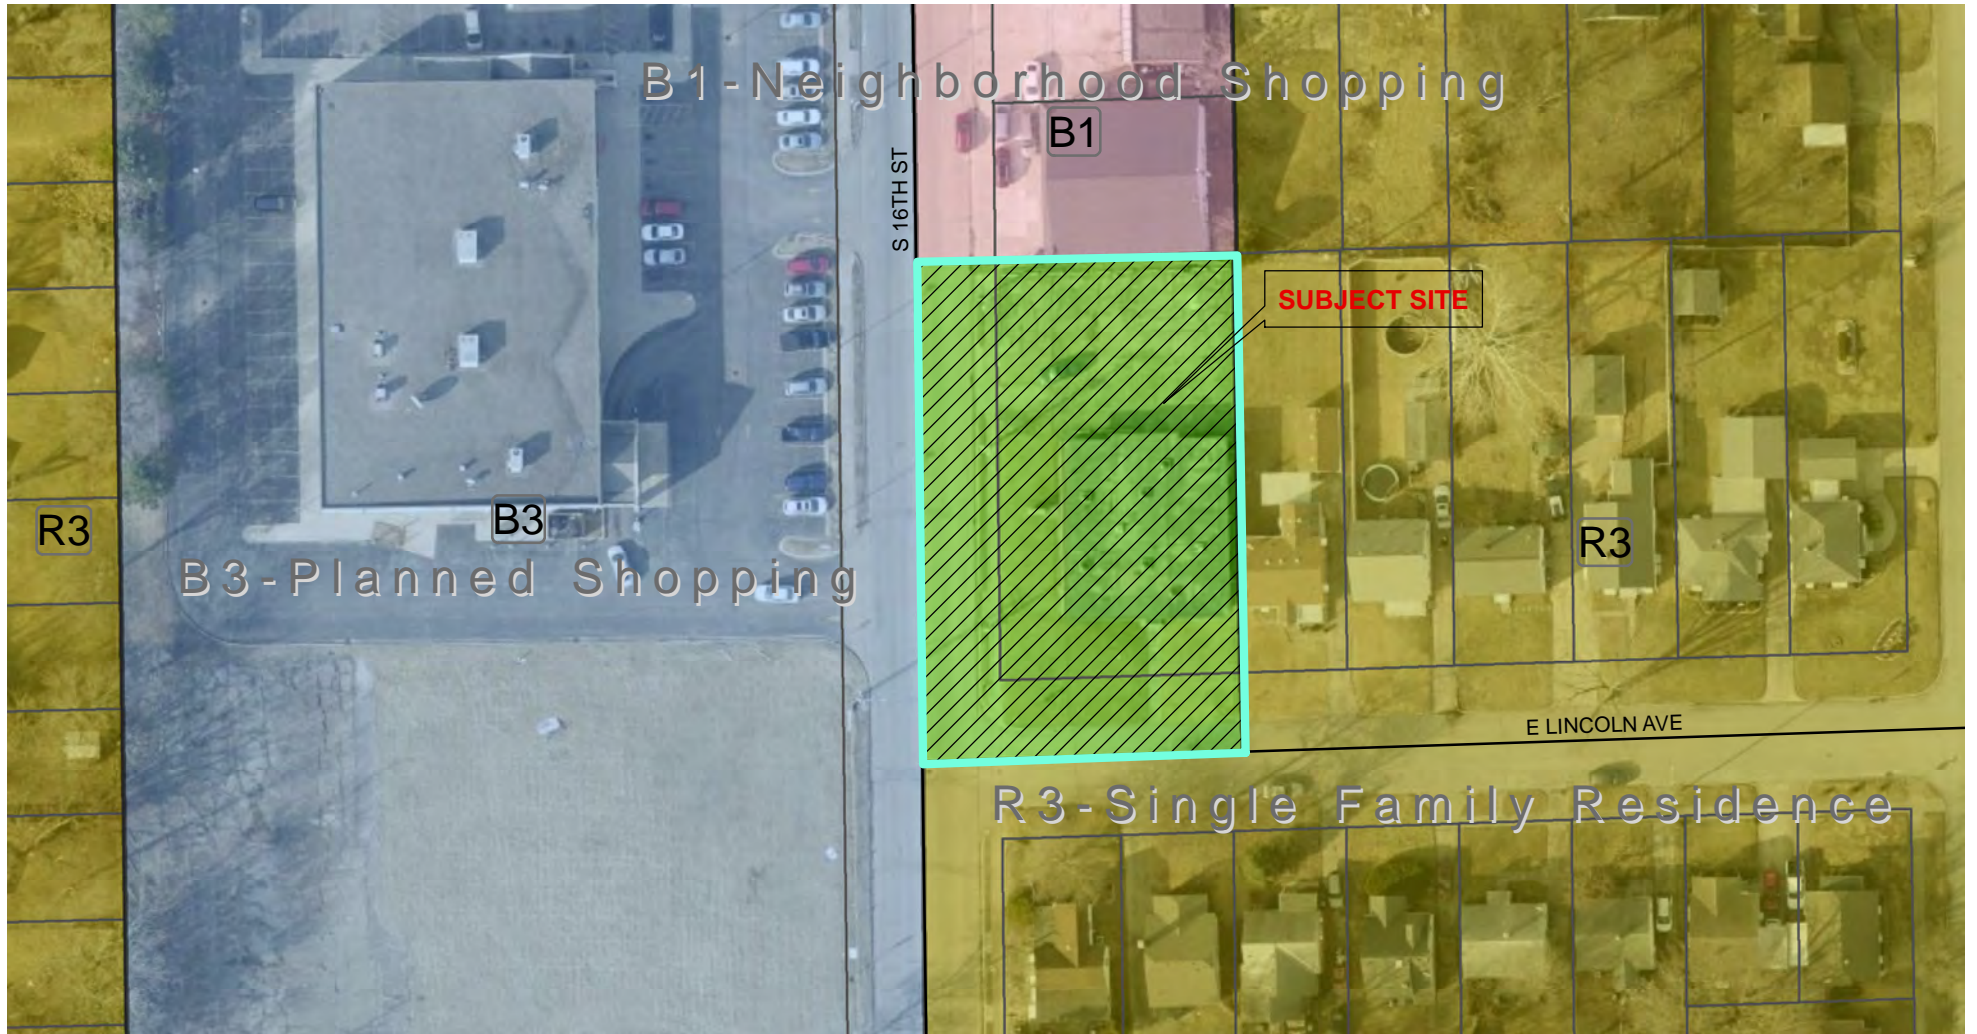 B1-Neighborhood Shopping
B1
S 16TH ST
SUBJECT SITE
R3
B3
R3
B3-Planned Shopping
E LINCOLN AVE
R3-Single Family Residence